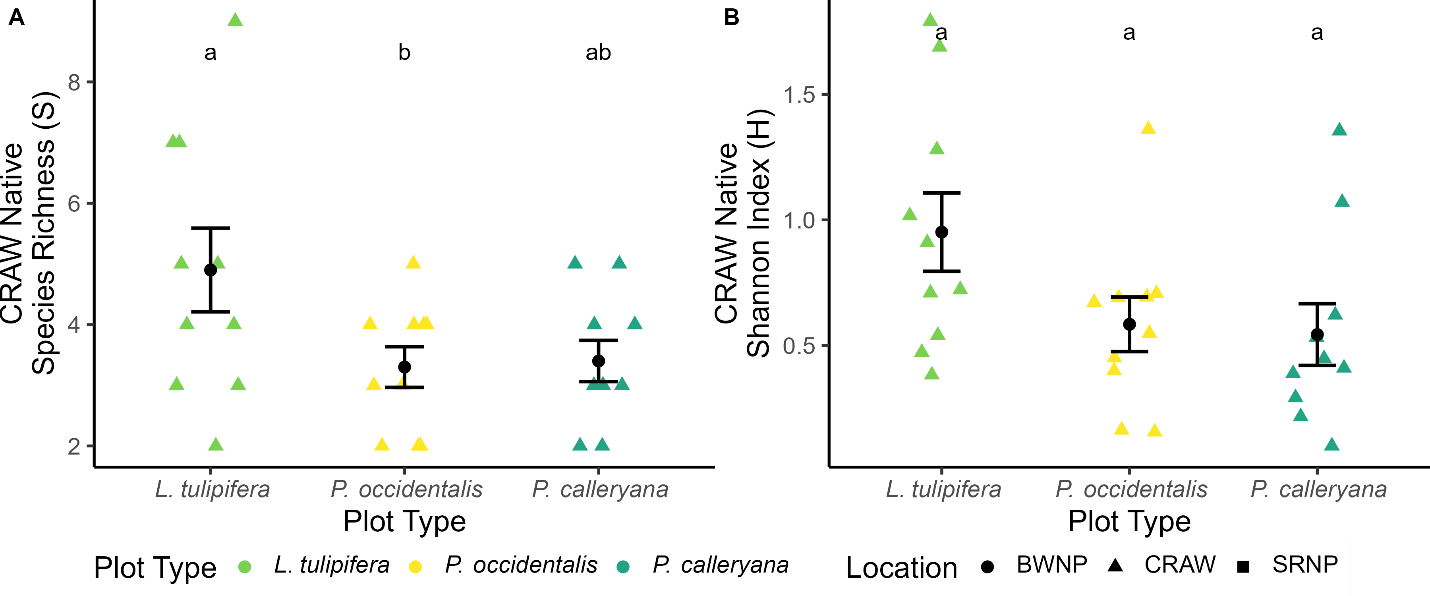 A
B
CRAW Native
Species Richness (S)
8
6
4
2
a
b
ab
L. tulipifera
P. occidentalis
P. calleryana
Plot Type
CRAW Native
Shannon Index (H)
1.5
1.0
0.5
a
a
a
L. tulipifera
P. occidentalis
P. calleryana
Plot Type
Plot Type
L. tulipifera
P. occidentalis
P. calleryana
Location
BWNP
CRAW
SRNP